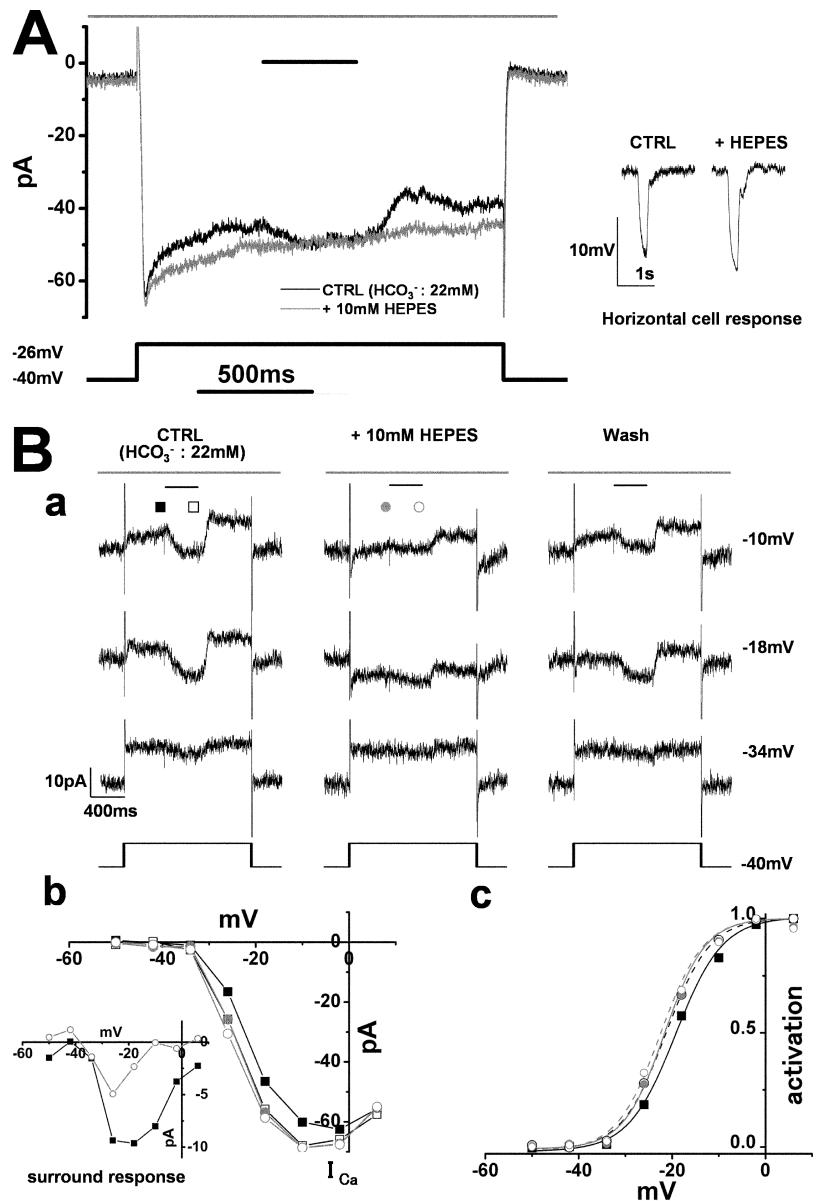 A
0
-20
-40
-60
pA
CTRL (HCO3- : 22mM)
+ 10mM HEPES
-26mV
-40mV
500ms
CTRL
+ HEPES
10mV
1s
Horizontal cell response
B
CTRL
(HCO3- : 22mM)
+ 10mM HEPES
Wash
a
-10mV
-18mV
-34mV
10pA
400ms
-40mV
b
mV
-60
-40
-20
0
0
-20
-40
-60
pA
I Ca
mV
-60
-40
-20
0
0
-5
-10
pA
surround response
c
1.0
0.5
0.0
activation
-60
-40
-20
0
mV